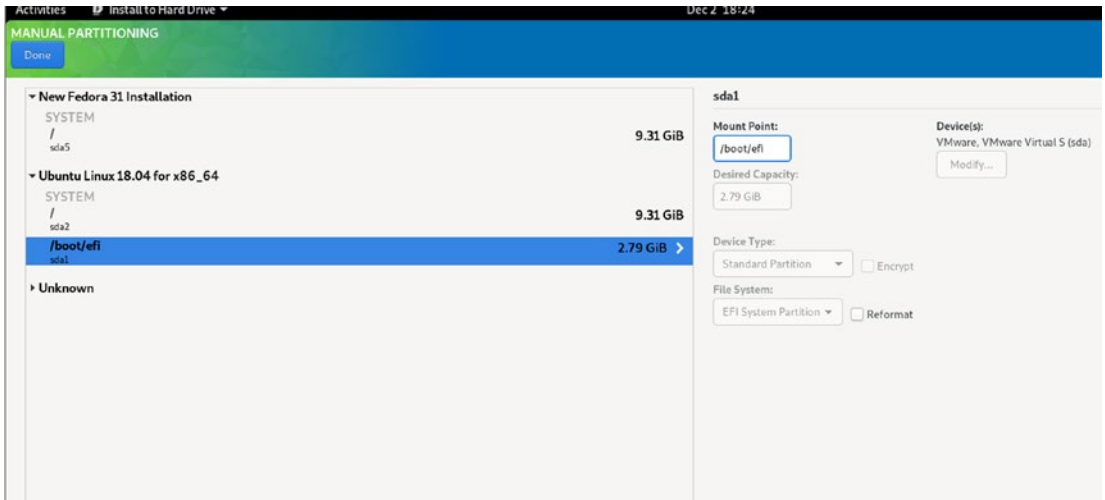 Activities Install to Hard Drive Dec 2 18:24
MANUAL PARTITIONING
Done
New Fedora 31 Installation
SYSTEM
/ 9.31 GiB
sda5
Ubuntu Linux 18.04 for x86_64
SYSTEM
/ 9.31 GiB
sda2
/boot/efi 2.79 GiB
sda1
Unknown
sda1
Mount Point: Device(s):
/boot/efi VMware, VMware Virtual S (sda)
Modify...
Desired Capacity:
2.79 GiB
Device Type:
Standard Partition Encrypt
File System:
EFI System Partition Reformat